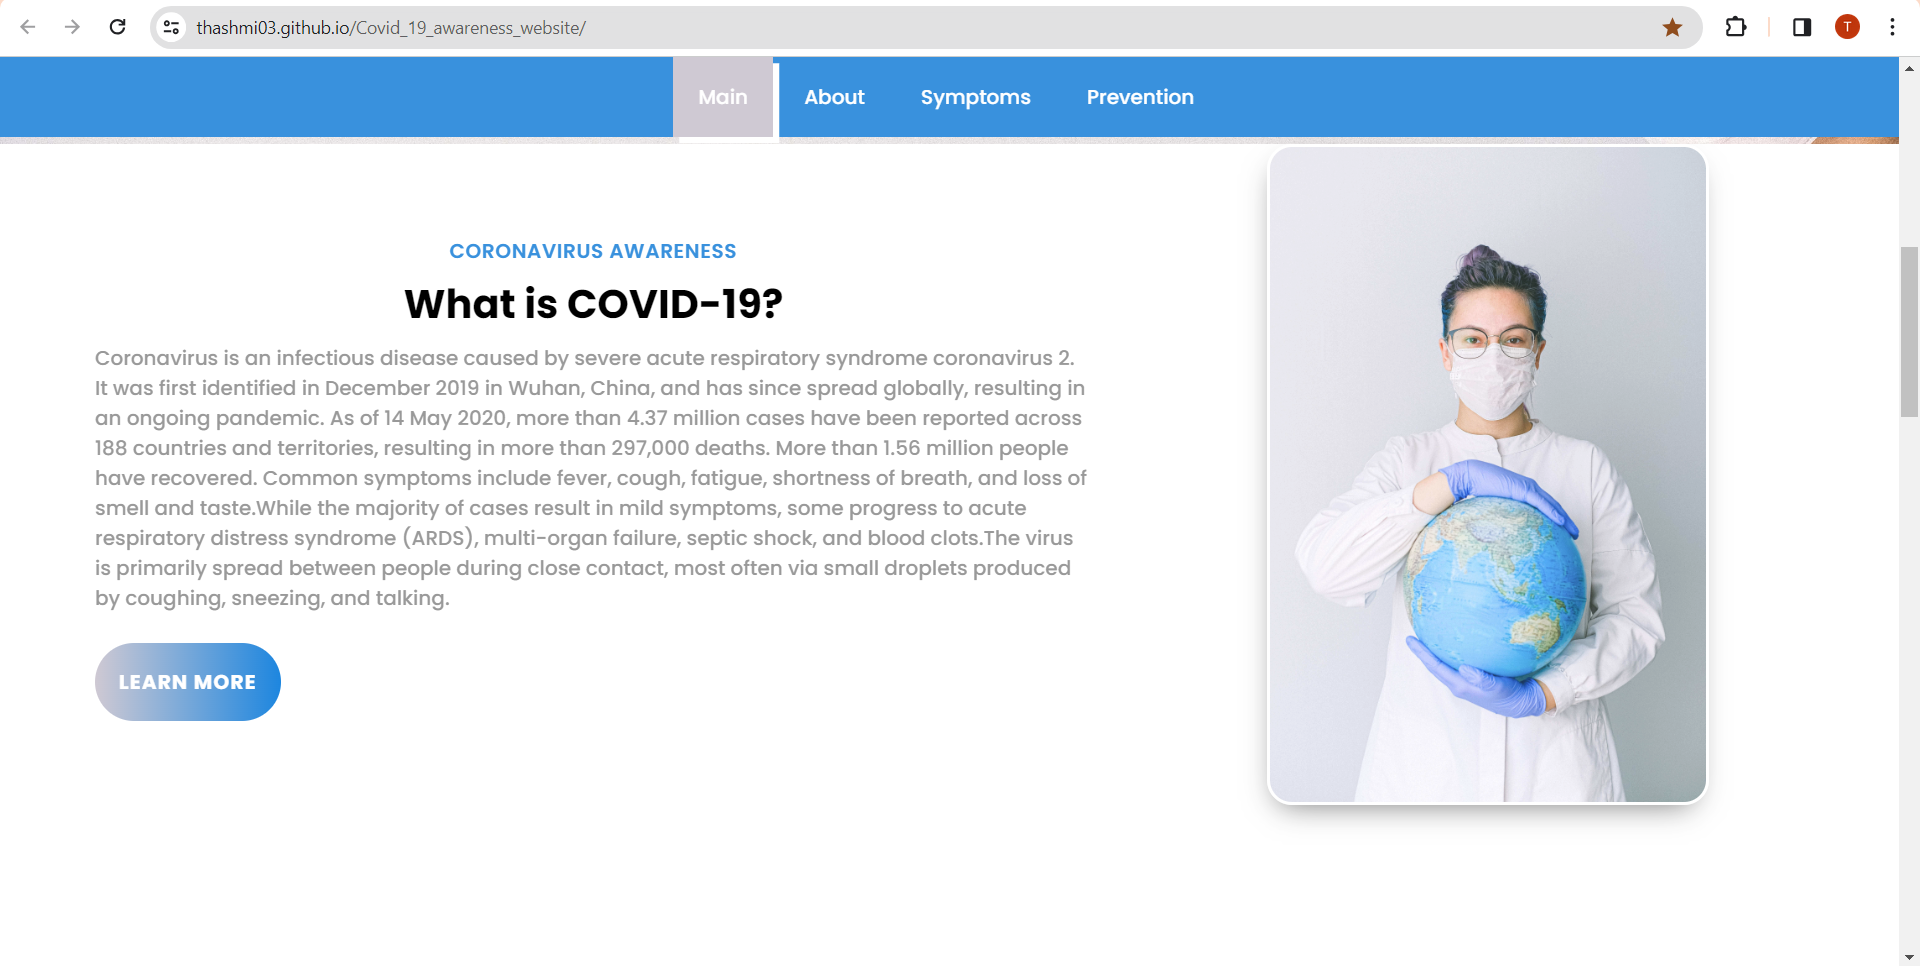 thashmi03.github.io/Covid_19_awareness_website/
T
Main About Symptoms Prevention
CORONAVIRUS AWARENESS
What is COVID-19?
Coronavirus is an infectious disease caused by severe acute respiratory syndrome coronavirus 2.
It was first identified in December 2019 in Wuhan, China, and has since spread globally, resulting in
an ongoing pandemic. As of 14 May 2020, more than 4.37 million cases have been reported across
188 countries and territories, resulting in more than 297,000 deaths. More than 1.56 million people
have recovered. Common symptoms include fever, cough, fatigue, shortness of breath, and loss of
smell and taste.While the majority of cases result in mild symptoms, some progress to acute
respiratory distress syndrome (ARDS), multi-organ failure, septic shock, and blood clots.The virus
is primarily spread between people during close contact, most often via small droplets produced
by coughing, sneezing, and talking.
LEARN MORE